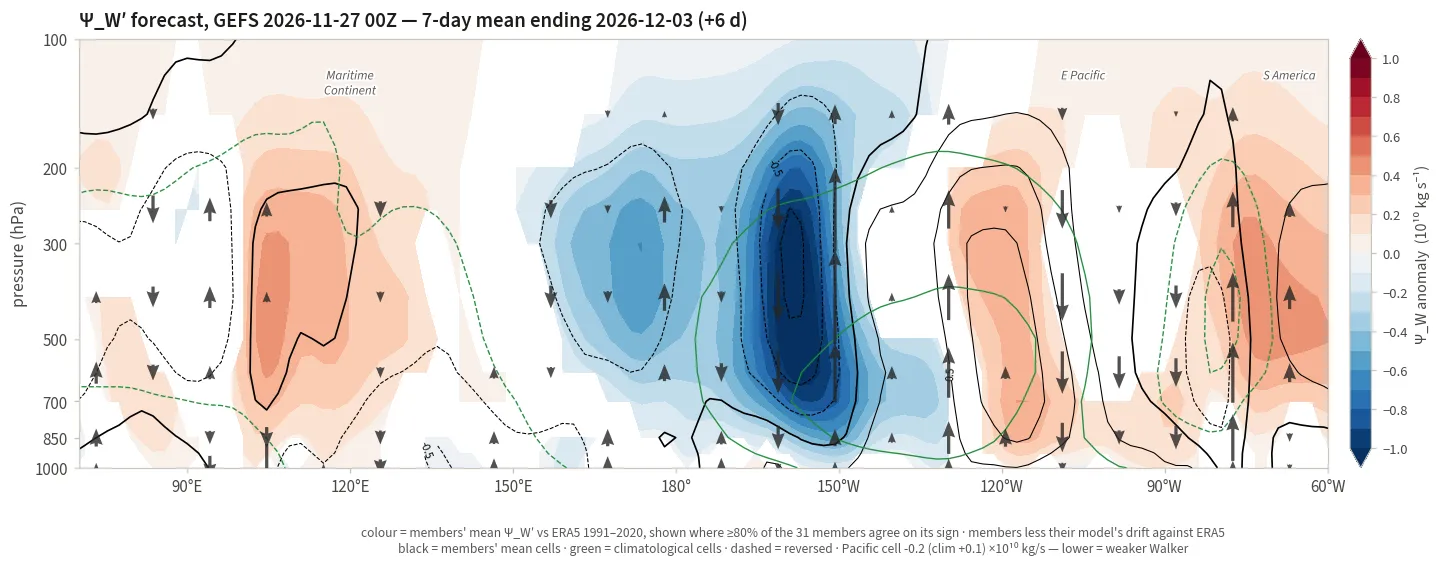 Ψ_W′ forecast, GEFS 2026-11-27 00Z — 7-day mean ending 2026-12-03 (+6 d)
100
200
300
400
500
700
850
1000
pressure (hPa)
Maritime
Continent
E Pacific
S America
-0.5
-0.5
-0.5
90°E
120°E
150°E
180°
150°W
120°W
90°W
60°W
1.0
0.8
0.6
0.4
0.2
0.0
−0.2
−0.4
−0.6
−0.8
−1.0
Ψ_W anomaly (10¹⁰ kg s⁻¹)
colour = members' mean Ψ_W′ vs ERA5 1991–2020, shown where ≥80% of the 31 members agree on its sign · members less their model's drift against ERA5
black = members' mean cells · green = climatological cells · dashed = reversed · Pacific cell -0.2 (clim +0.1) ×10¹⁰ kg/s — lower = weaker Walker